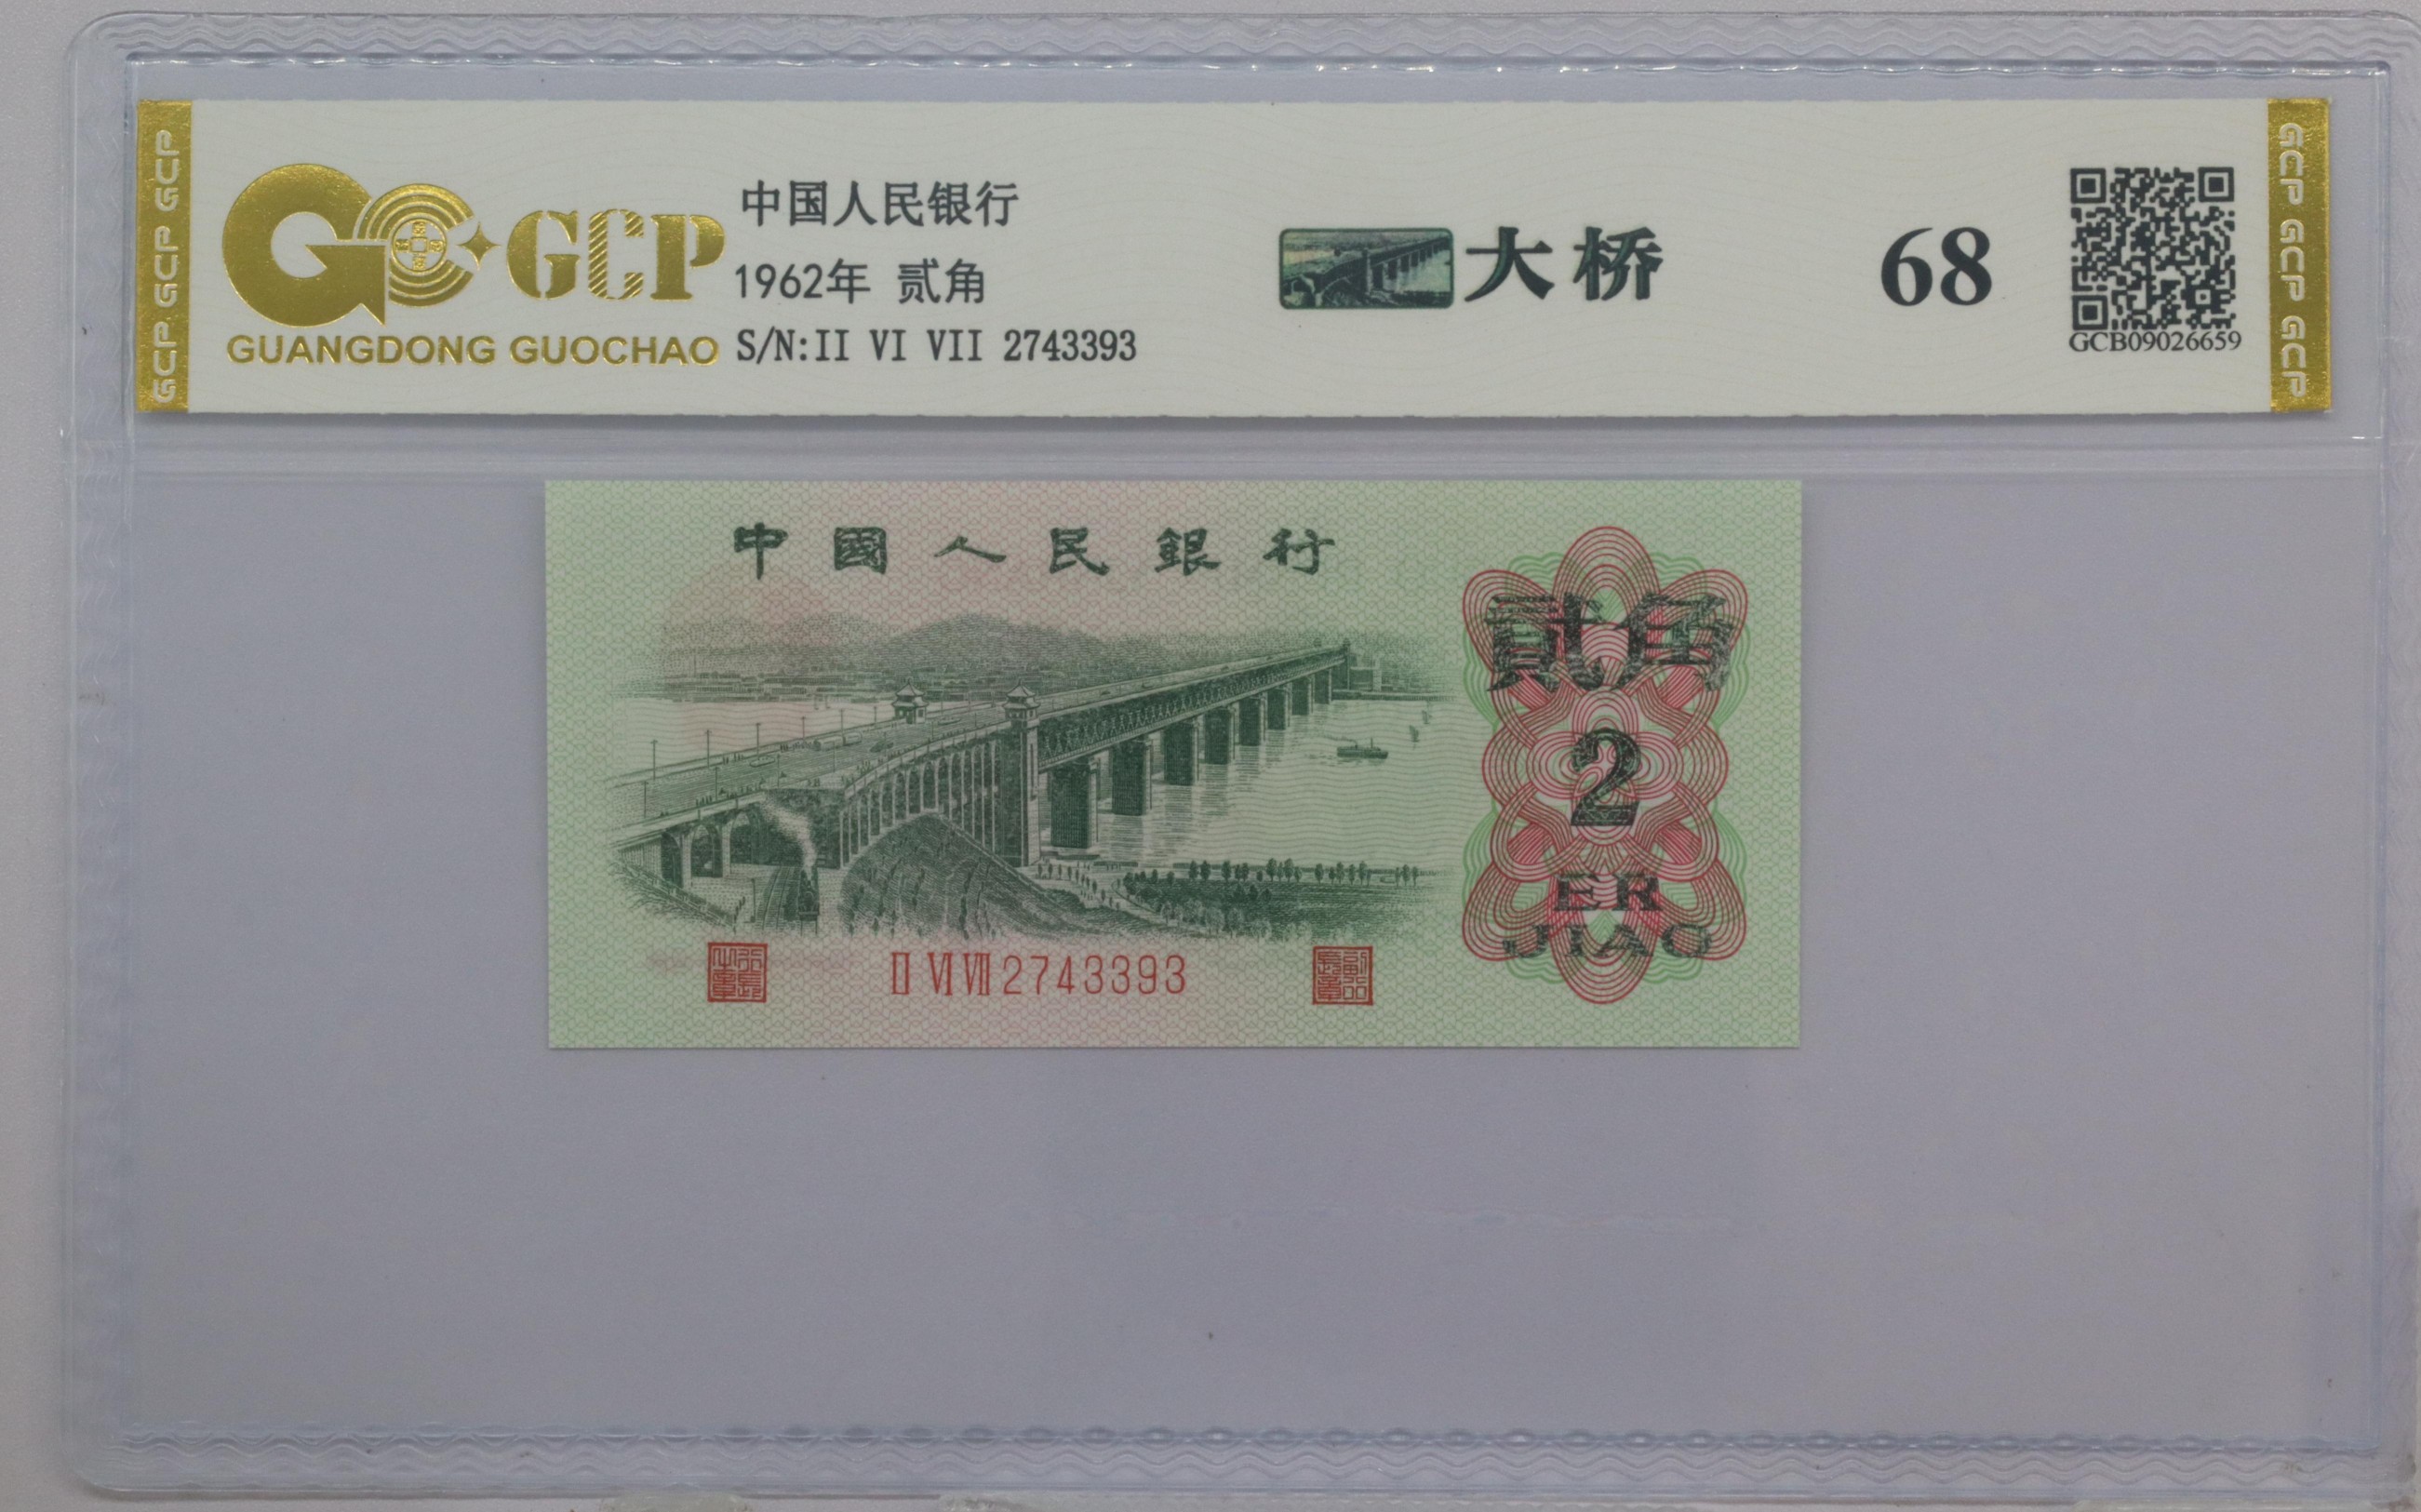 GCP GCP GCP
GCP
GUANGDONG GUOCHAO
中国人民银行
1962年 贰角
S/N:II VI VII 2743393
大桥
68
GCB09026659
GCP GCP GCP
中國人民銀行
貳角
2
ER
JIAO
II VI VII 2743393